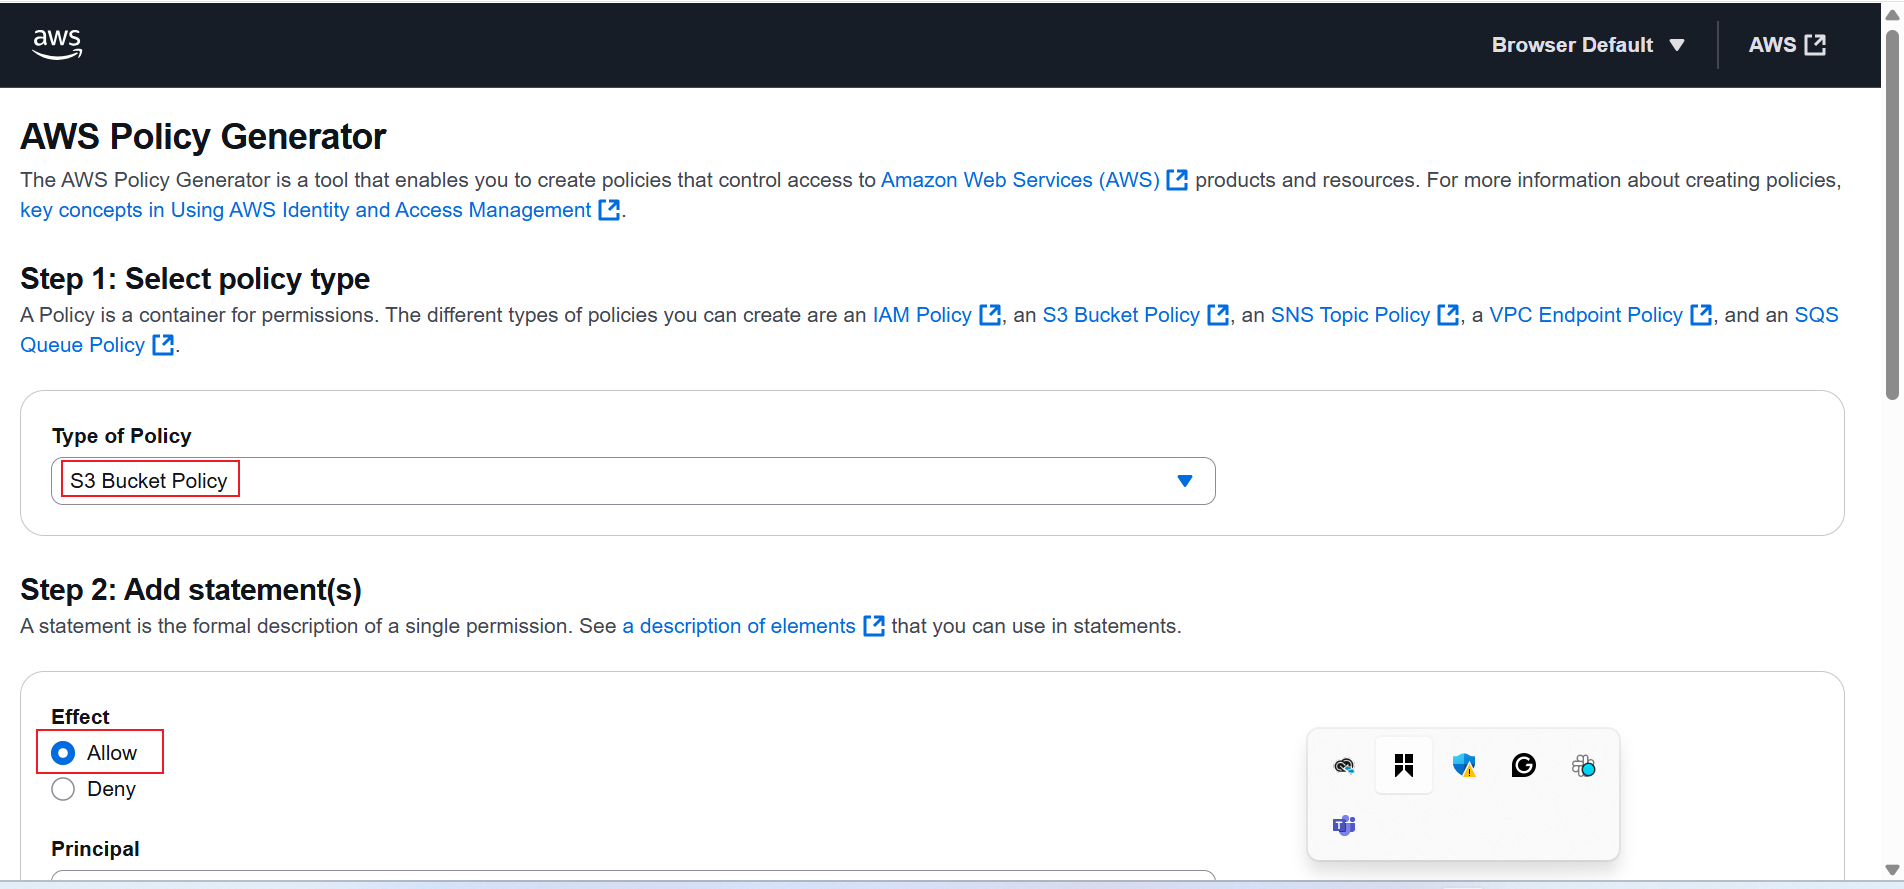 aws
Browser Default
AWS
AWS Policy Generator
The AWS Policy Generator is a tool that enables you to create policies that control access to Amazon Web Services (AWS) products and resources. For more information about creating policies,
key concepts in Using AWS Identity and Access Management.
Step 1: Select policy type
A Policy is a container for permissions. The different types of policies you can create are an IAM Policy, an S3 Bucket Policy, an SNS Topic Policy, a VPC Endpoint Policy, and an SQS
Queue Policy.
Type of Policy
S3 Bucket Policy
Step 2: Add statement(s)
A statement is the formal description of a single permission. See a description of elements that you can use in statements.
Effect
Allow
Deny
Principal